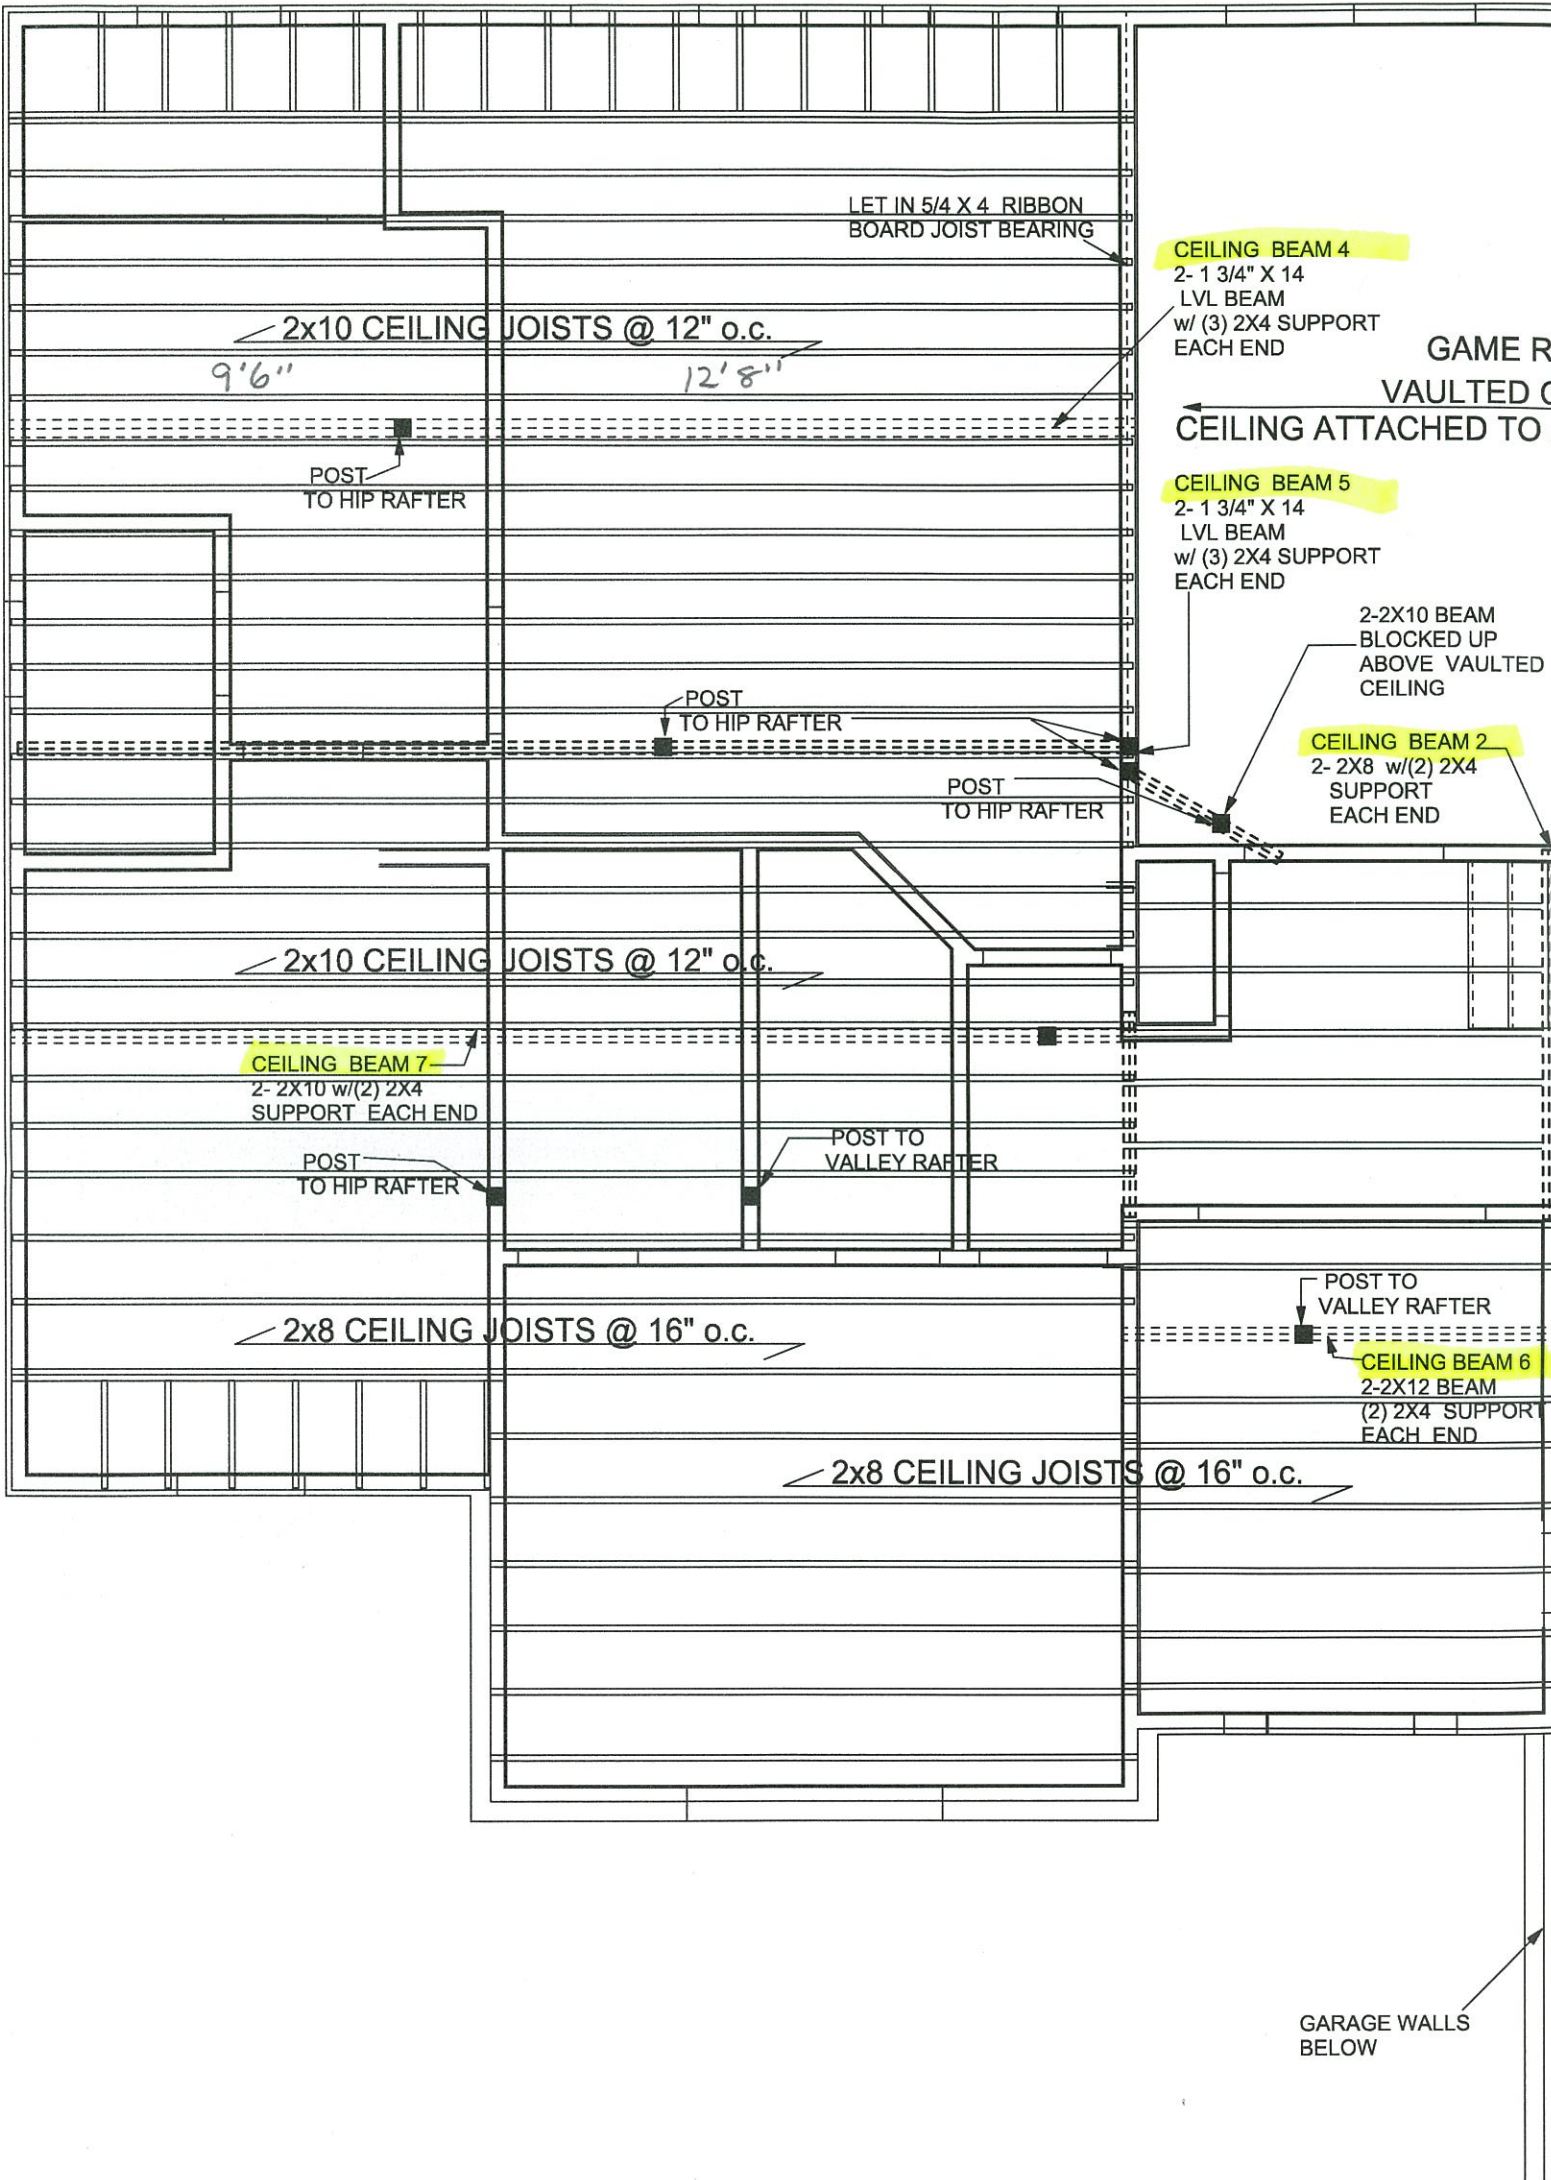 LET IN 5/4 X 4 RIBBON
BOARD JOIST BEARING
CEILING BEAM 4
2- 1 3/4" X 14
LVL BEAM
w/ (3) 2X4 SUPPORT
EACH END
2x10 CEILING JOISTS @ 12" o.c.
9'6"
12'8"
GAME R
VAULTED
CEILING ATTACHED TO
POST
TO HIP RAFTER
CEILING BEAM 5
2- 1 3/4" X 14
LVL BEAM
w/ (3) 2X4 SUPPORT
EACH END
2-2X10 BEAM
BLOCKED UP
ABOVE VAULTED
CEILING
POST
TO HIP RAFTER
CEILING BEAM 2
2- 2X8 w/(2) 2X4
SUPPORT
EACH END
POST
TO HIP RAFTER
2x10 CEILING JOISTS @ 12" o.c.
CEILING BEAM 7
2- 2X10 w/(2) 2X4
SUPPORT EACH END
POST TO
VALLEY RAFTER
POST
TO HIP RAFTER
POST TO
VALLEY RAFTER
2x8 CEILING JOISTS @ 16" o.c.
CEILING BEAM 6
2-2X12 BEAM
(2) 2X4 SUPPORT
EACH END
2x8 CEILING JOISTS @ 16" o.c.
GARAGE WALLS
BELOW